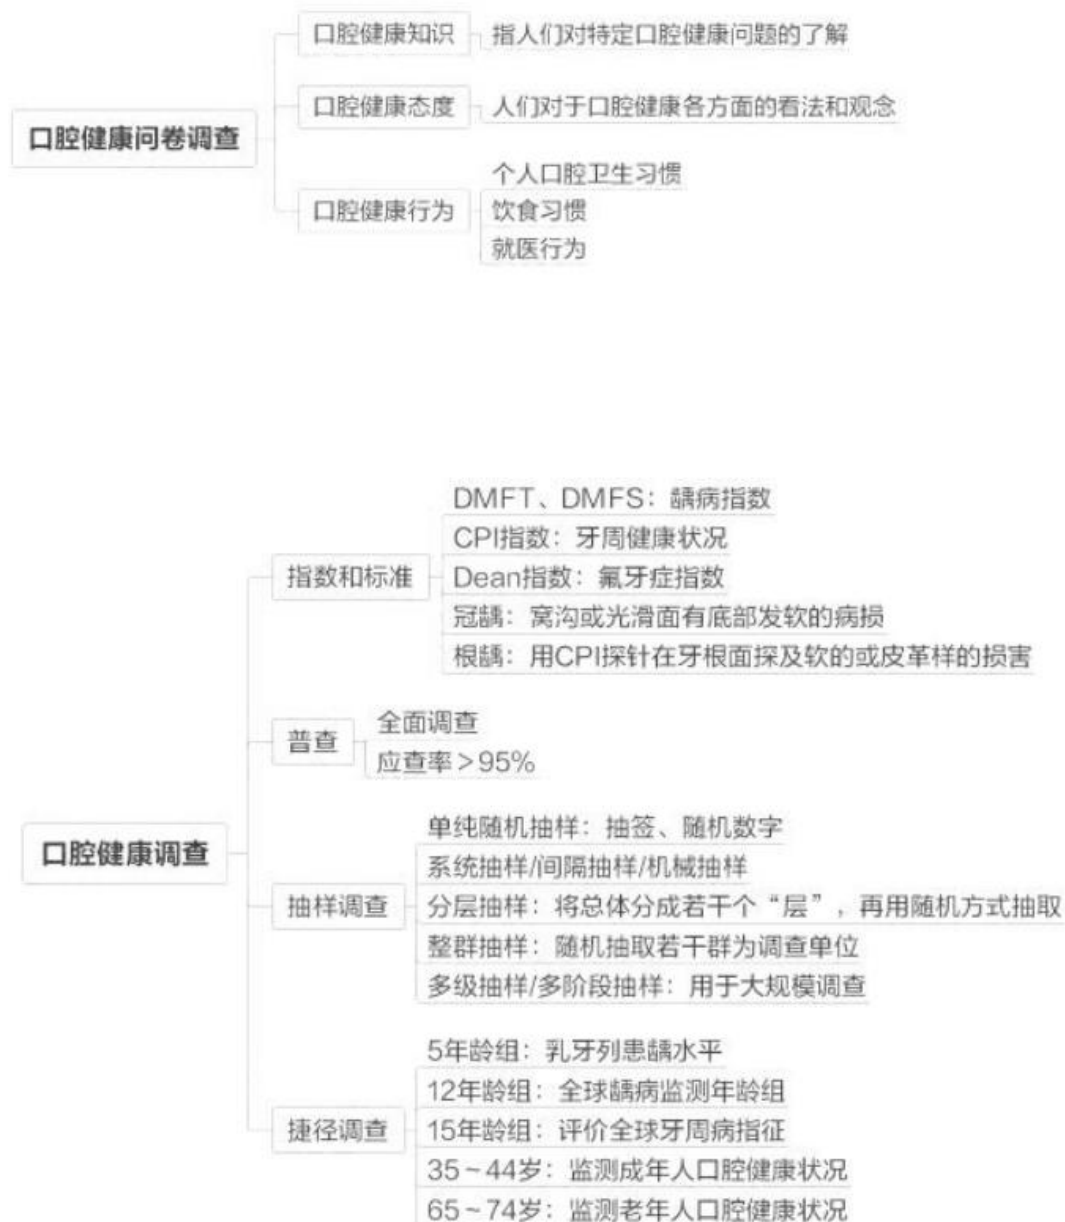 口腔健康问卷调查
口腔健康知识
指人们对特定口腔健康问题的了解
口腔健康态度
人们对于口腔健康各方面的看法和观念
口腔健康行为
个人口腔卫生习惯
饮食习惯
就医行为
口腔健康调查
指数和标准
DMFT、DMFS：龋病指数
CPI指数：牙周健康状况
Dean指数：氟牙症指数
冠龋：窝沟或光滑面有底部发软的病损
根龋：用CPI探针在牙根面探及软的或皮革样的损害
普查
全面调查
应查率＞95%
抽样调查
单纯随机抽样：抽签、随机数字
系统抽样/间隔抽样/机械抽样
分层抽样：将总体分成若干个“层”，再用随机方式抽取
整群抽样：随机抽取若干群为调查单位
多级抽样/多阶段抽样：用于大规模调查
捷径调查
5年龄组：乳牙列患龋水平
12年龄组：全球龋病监测年龄组
15年龄组：评价全球牙周病指征
35～44岁：监测成年人口腔健康状况
65～74岁：监测老年人口腔健康状况